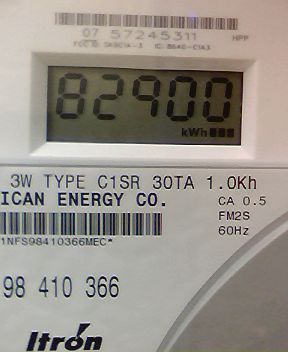 07 57245311 HPP
FCC ID: SK9C1A-3 IC: 864G-C1A3
82900
kWh
3W TYPE C1SR 30TA 1.0Kh
ICAN ENERGY CO. CA 0.5
FM2S
60Hz
1NFS98410366MEC*
98 410 366
Itron